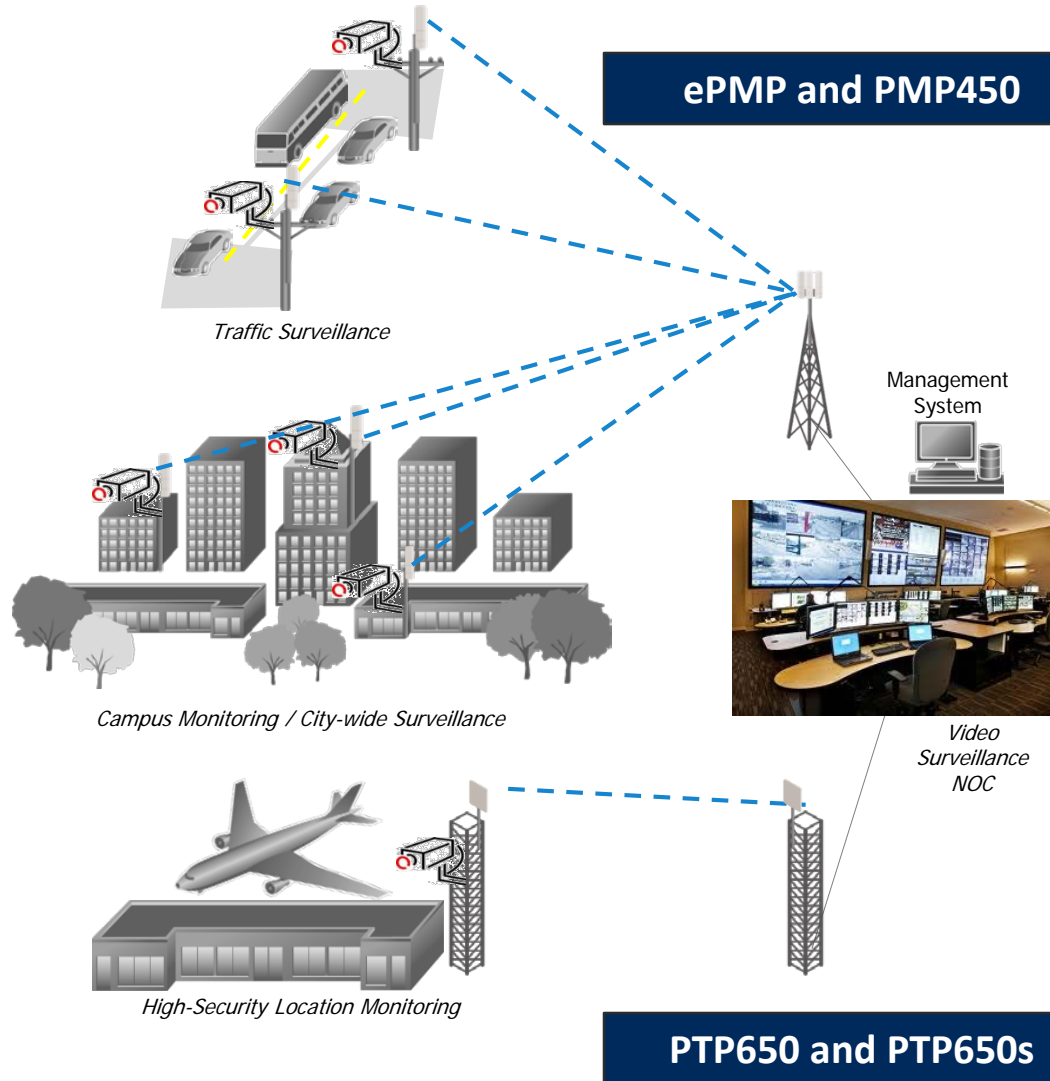 ePMP and PMP450
Traffic Surveillance
Management
System
Campus Monitoring / City-wide Surveillance
Video
Surveillance
NOC
High-Security Location Monitoring
PTP650 and PTP650s